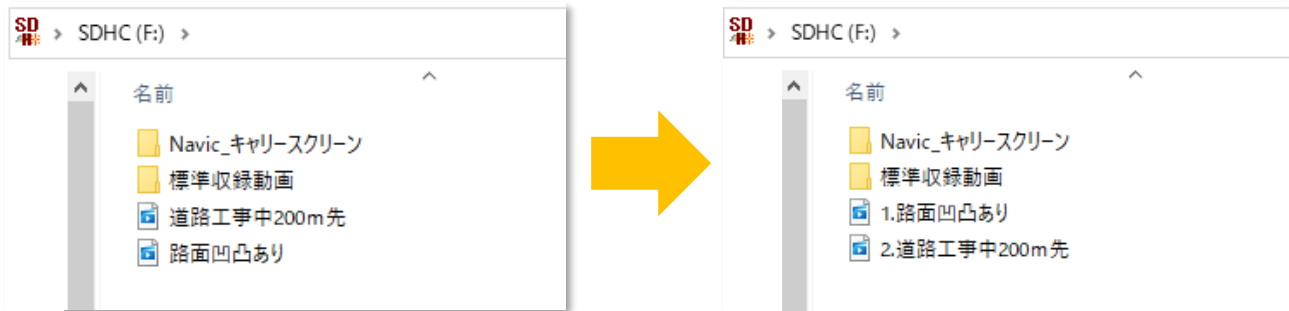 SD
SDHC (F:)
名前
Navic_キャリースクリーン
標準収録動画
道路工事中200m先
路面凹凸あり
SD
SDHC (F:)
名前
Navic_キャリースクリーン
標準収録動画
1.路面凹凸あり
2.道路工事中200m先